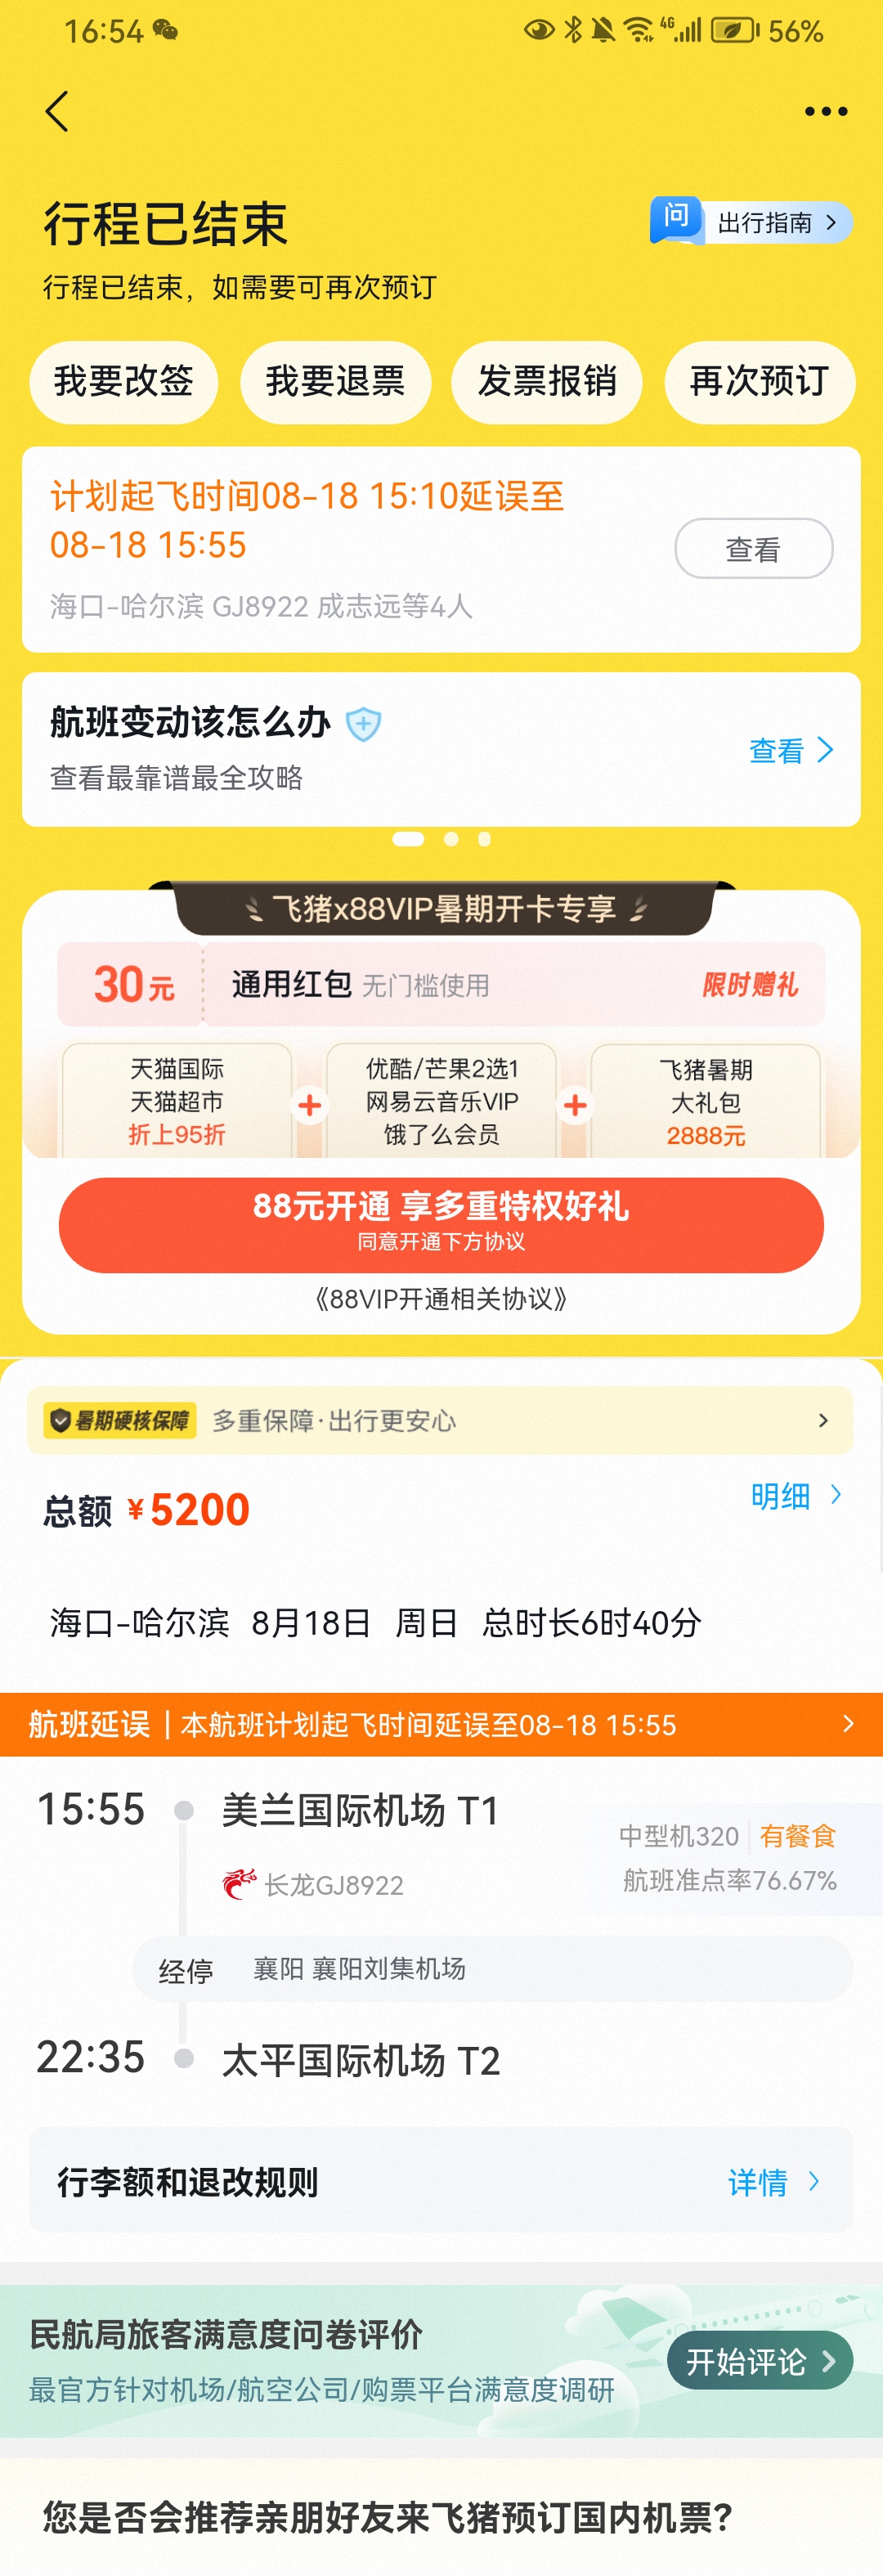 16:54
4G 56%
行程已结束
问 出行指南
行程已结束，如需要可再次预订
我要改签 我要退票 发票报销 再次预订
计划起飞时间08-18 15:10延误至
08-18 15:55
查看
海口-哈尔滨 GJ8922 成志远等4人
航班变动该怎么办
查看
查看最靠谱最全攻略
飞猪x88VIP暑期开卡专享
30元 通用红包 无门槛使用 限时赠礼
天猫国际 优酷/芒果2选1 飞猪暑期
天猫超市 网易云音乐VIP 大礼包
折上95折 饿了么会员 2888元
88元开通 享多重特权好礼
同意开通下方协议
《88VIP开通相关协议》
暑期硬核保障 多重保障·出行更安心
总额 ¥5200 明细
海口-哈尔滨 8月18日 周日 总时长6时40分
航班延误 | 本航班计划起飞时间延误至08-18 15:55
15:55 美兰国际机场 T1
中型机320 有餐食
长龙GJ8922
航班准点率76.67%
经停 襄阳 襄阳刘集机场
22:35 太平国际机场 T2
行李额和退改规则 详情
民航局旅客满意度问卷评价
开始评论
最官方针对机场/航空公司/购票平台满意度调研
您是否会推荐亲朋好友来飞猪预订国内机票?